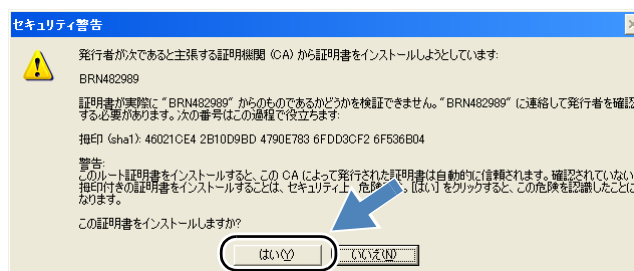 セキュリティ警告
発行者が次であると主張する証明機関 (CA) から証明書をインストールしようとしています:
BRN482989
証明書が実際に "BRN482989" からのものであるかどうかを検証できません。"BRN482989" に連絡して発行者を確認
する必要があります。次の番号はこの過程で役立ちます:
拇印 (sha1): 46021CE4 2B10D9BD 4790E783 6FDD3CF2 6F536B04
警告:
このルート証明書をインストールすると、この CA によって発行された証明書は自動的に信頼されます。確認されていない
拇印付きの証明書をインストールすることは、セキュリティ上、危険 [はい] をクリックすると、この危険を認識したことに
なります。
この証明書をインストールしますか?
はい(Y) いいえ(N)